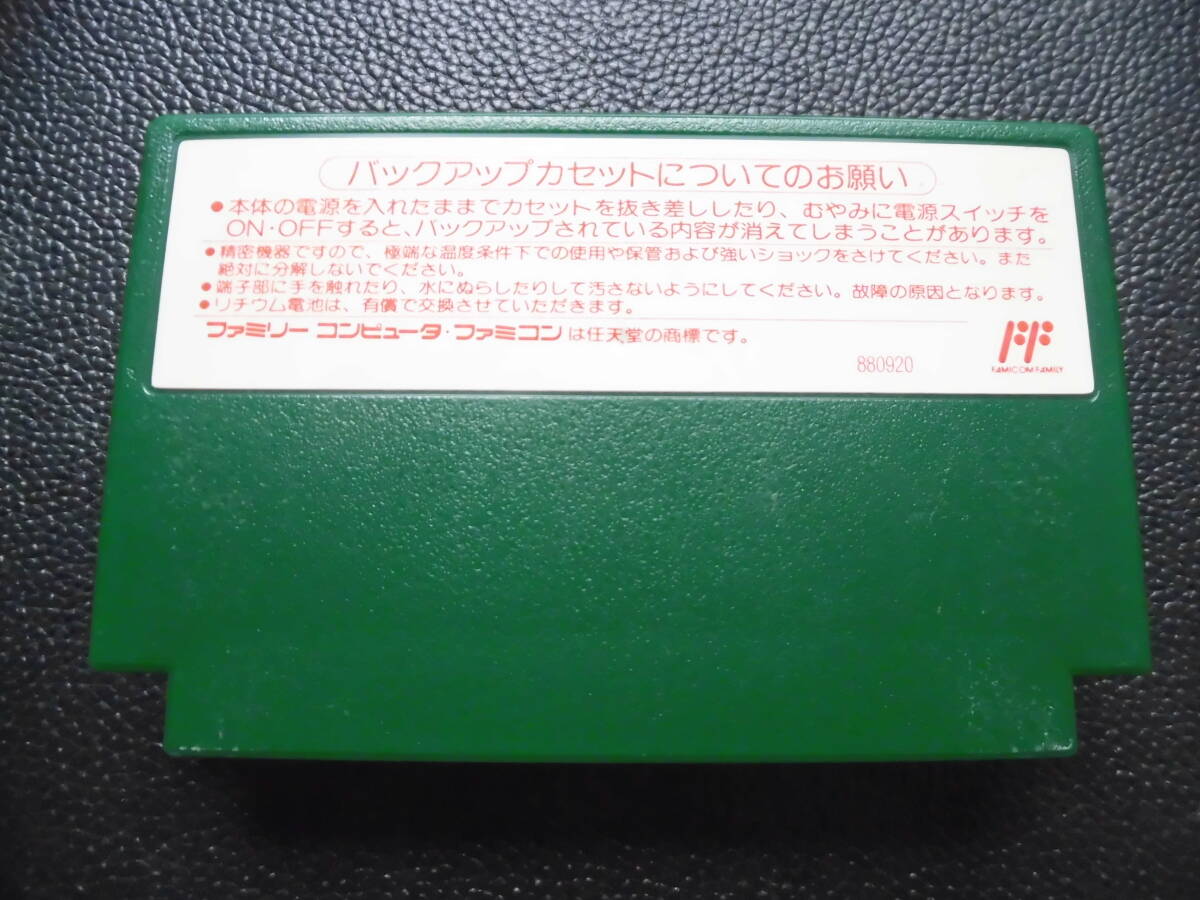 バックアップカセットについてのお願い
●本体の電源を入れたままでカセットを抜き差ししたり、むやみに電源スイッチを
ON・OFFすると、バックアップされている内容が消えてしまうことがあります。
●精密機器ですので、極端な温度条件下での使用や保管および強いショックをさけてください。また
絶対に分解しないでください。
●端子部に手を触れたり、水にぬらしたりして汚さないようにしてください。故障の原因となります。
●リチウム電池は、有償で交換させていただきます。
ファミリーコンピュータ・ファミコンは任天堂の商標です。
880920
FAMICOM FAMILY